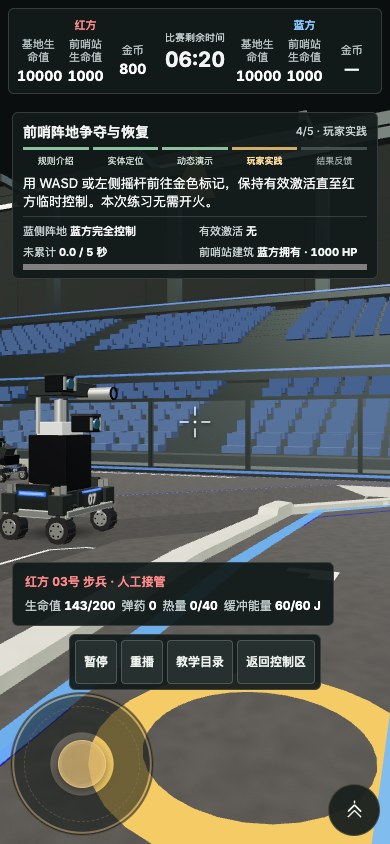 红方
蓝方
基地生命值
前哨站生命值
金币
比赛剩余时间
基地生命值
前哨站生命值
金币
10000
1000
800
06:20
10000
1000
—
前哨阵地争夺与恢复
4/5 · 玩家实践
规则介绍
实体定位
动态演示
玩家实践
结果反馈
用 WASD 或左侧摇杆前往金色标记，保持有效激活直至红
方临时控制。本次练习无需开火。
蓝侧阵地 蓝方完全控制
有效激活 无
未累计 0.0 / 5 秒
前哨站建筑 蓝方拥有 · 1000 HP
07
红方 03号 步兵 · 人工接管
生命值 143/200 弹药 0 热量 0/40 缓冲能量 60/60 J
暂停
重播
教学目录
返回控制区